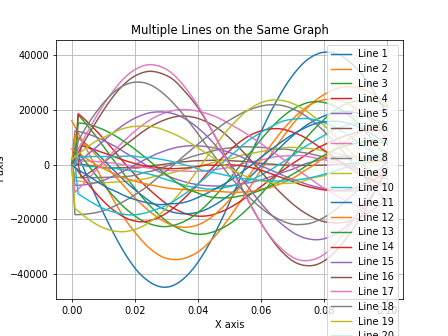 Multiple Lines on the Same Graph
40000
20000
0
−20000
−40000
0.00
0.02
0.04
0.06
0.08
X axis
axis
Line 1
Line 2
Line 3
Line 4
Line 5
Line 6
Line 7
Line 8
Line 9
Line 10
Line 11
Line 12
Line 13
Line 14
Line 15
Line 16
Line 17
Line 18
Line 19
Line 20